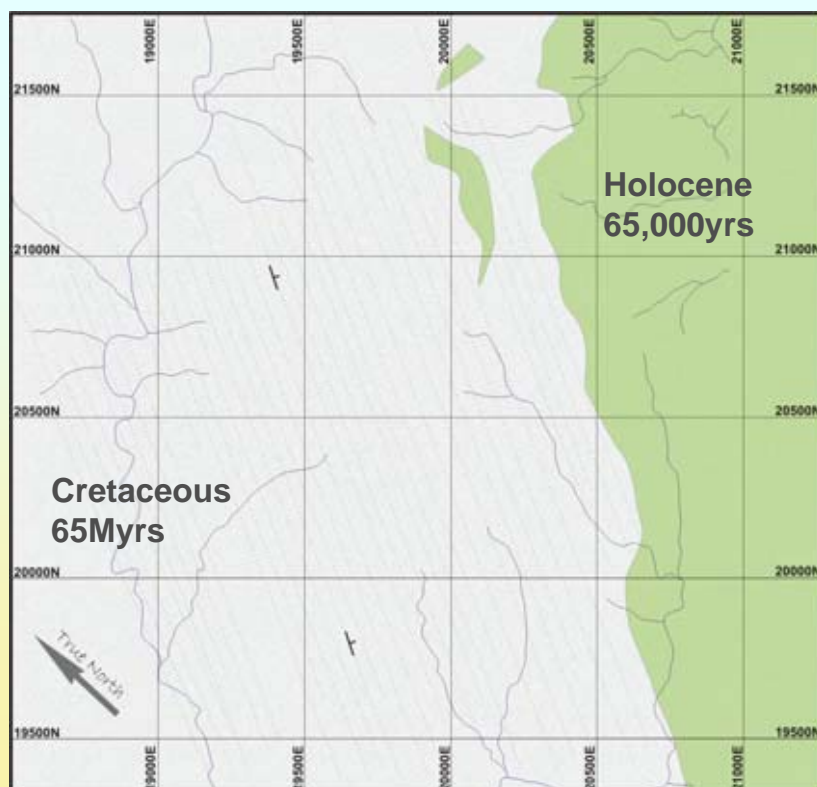 19000E
19500E
20000E
20500E
21000E
21500N
21500N
Holocene
65,000yrs
21000N
21000N
20500N
20500N
Cretaceous
65Myrs
20000N
20000N
True North
19500N
19500N
19000E
19500E
20000E
20500E
21000E